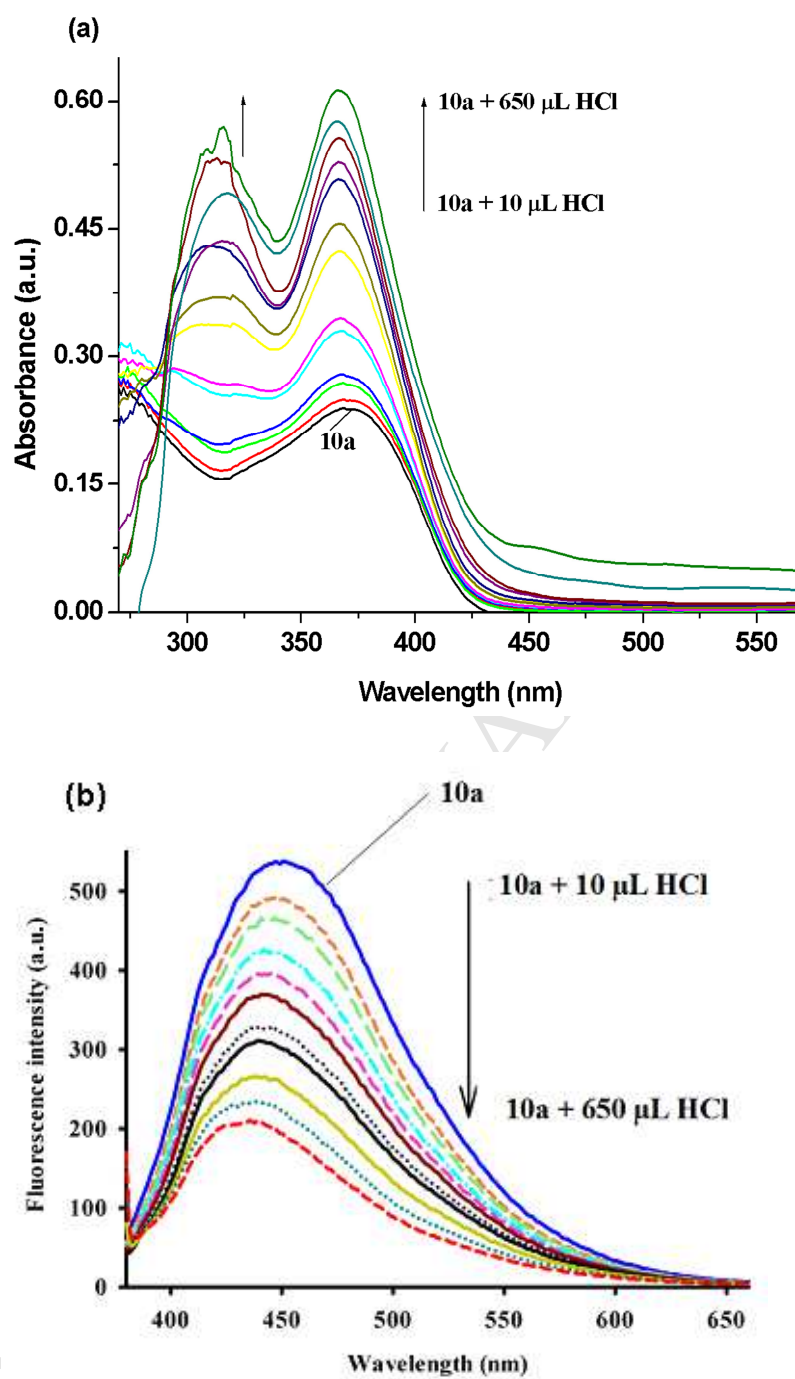 (a)
0.60
0.45
0.30
0.15
0.00
Absorbance (a.u.)
10a + 650 µL HCl
10a + 10 µL HCl
10a
300
350
400
450
500
550
Wavelength (nm)
(b)
10a
500
400
300
200
100
0
Fluorescence intensity (a.u.)
10a + 10 µL HCl
10a + 650 µL HCl
400
450
500
550
600
650
Wavelength (nm)